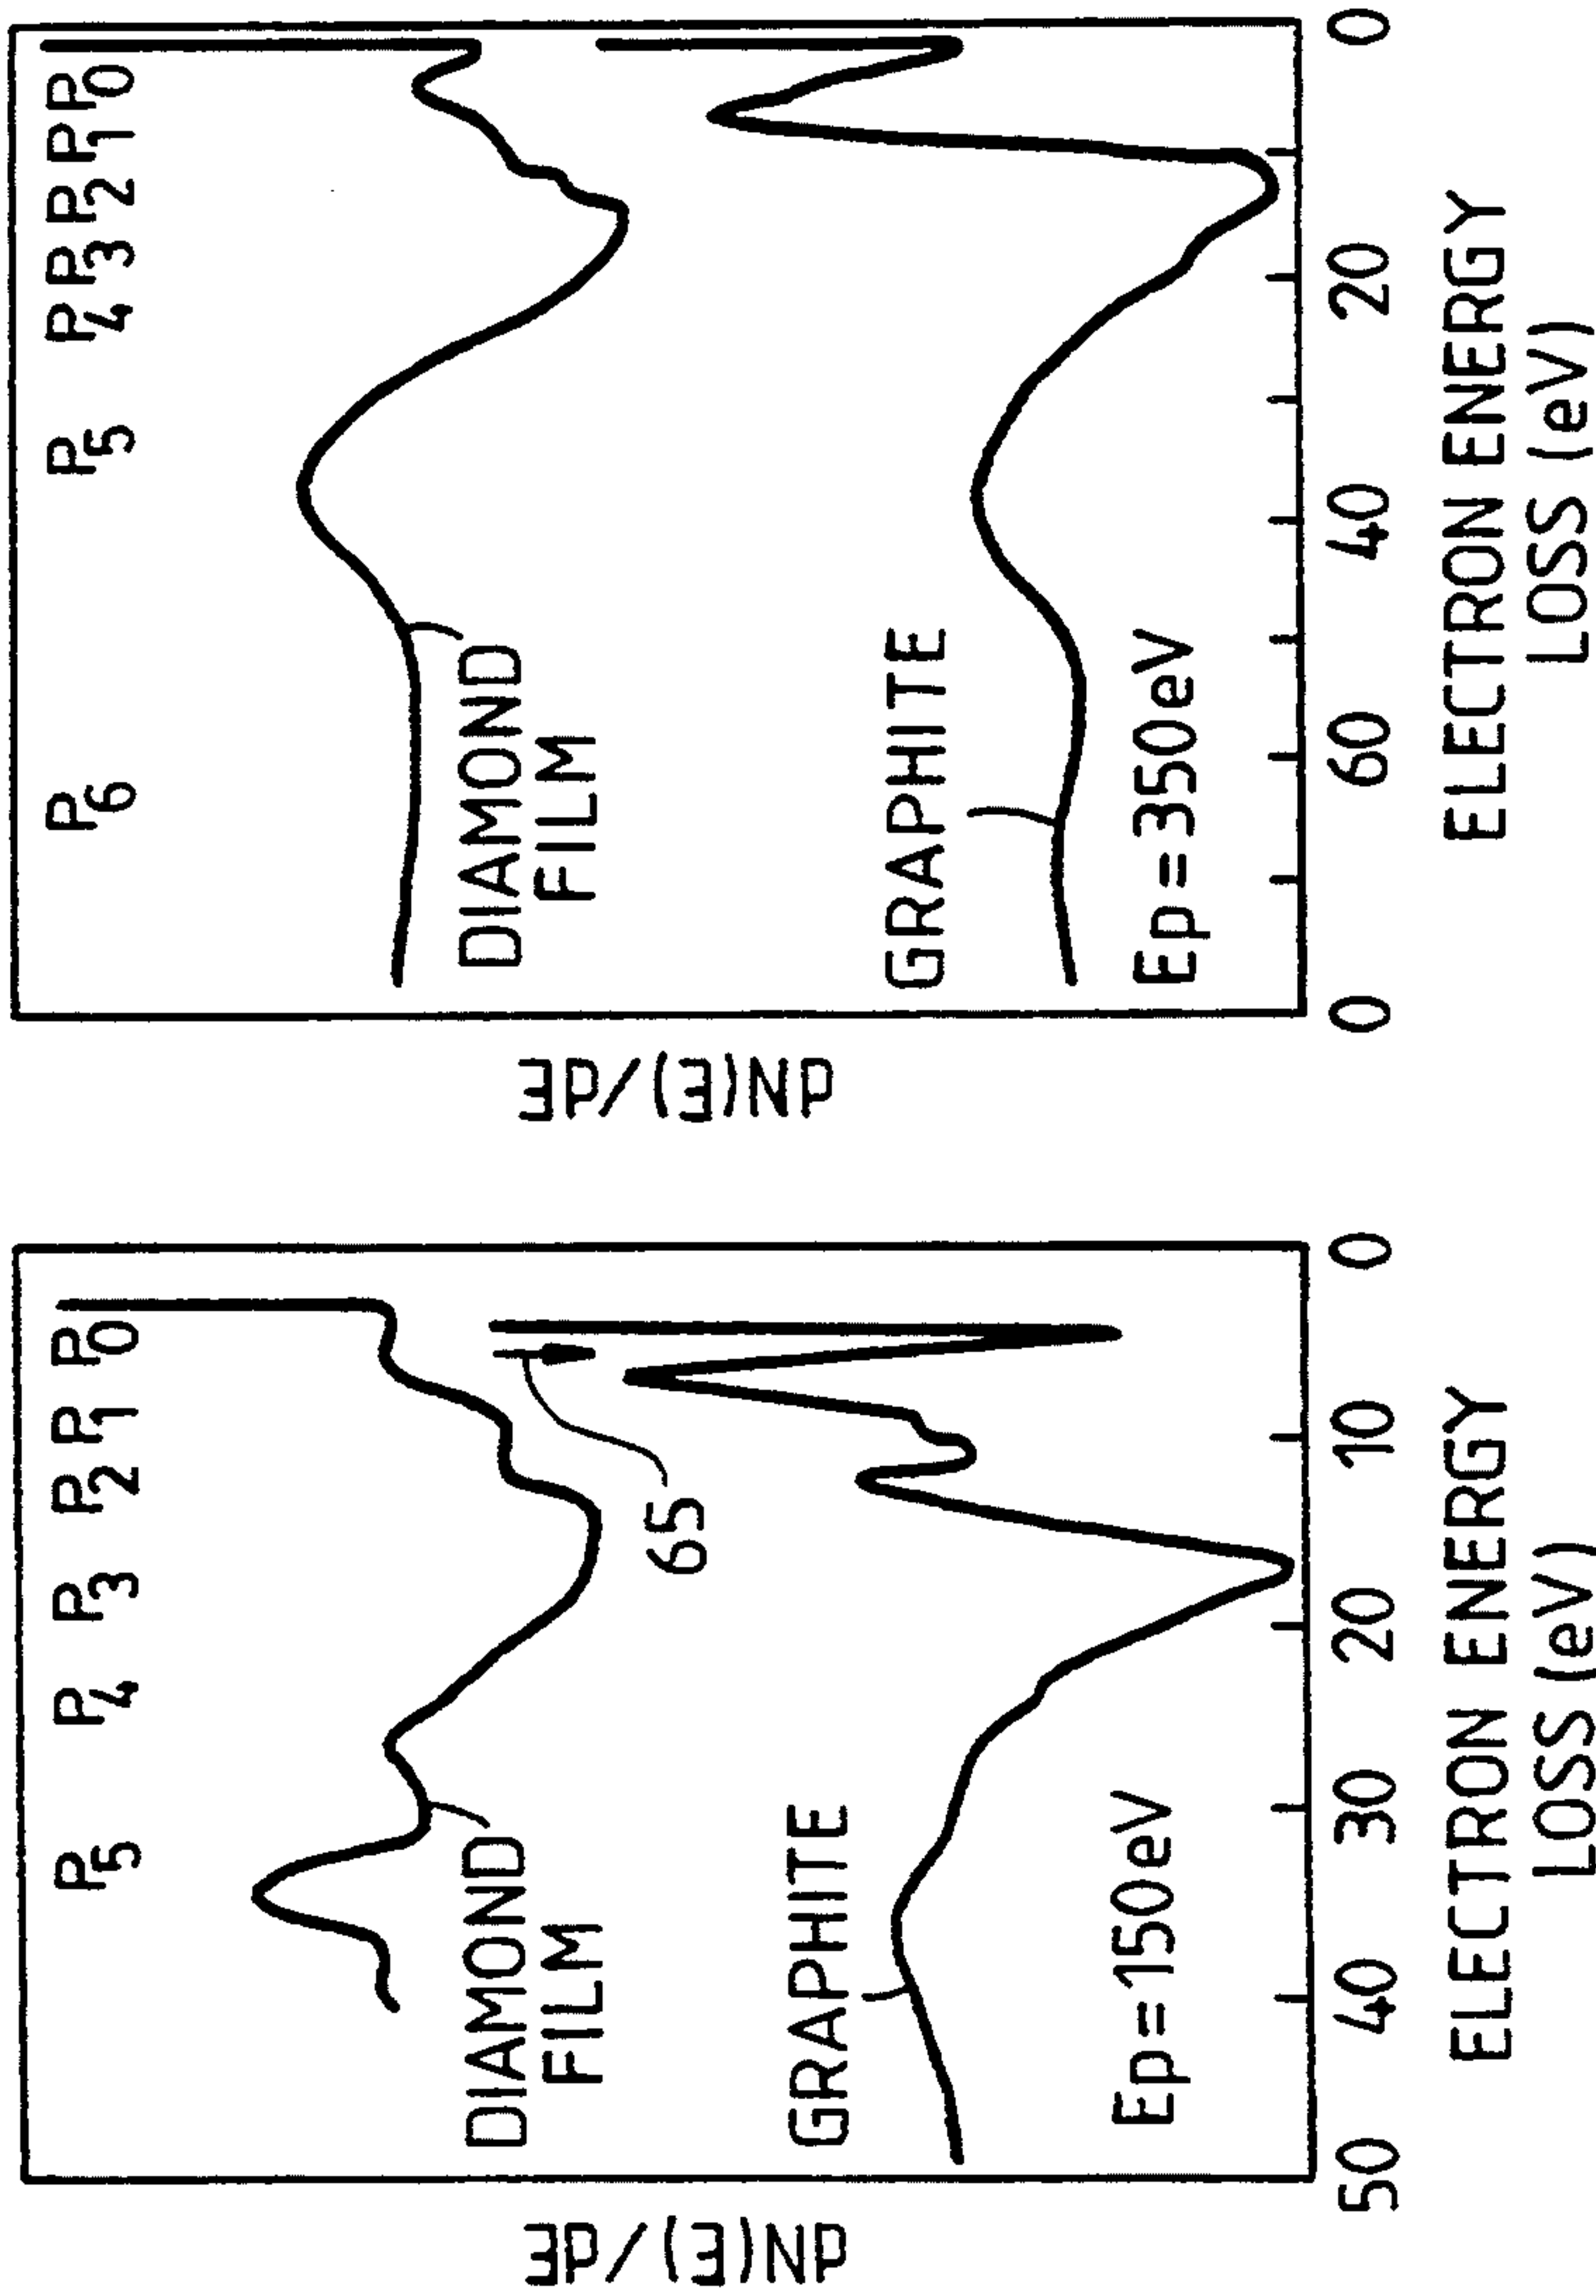 dN(E)/dE
P5 P4 P3 P2 P1 P0
DIAMOND
FILM
65
GRAPHITE
Ep=150eV
50 40 30 20 10 0
ELECTRON ENERGY
LOSS (eV)
dN(E)/dE
P6 P5 P4 P3 P2 P1 P0
DIAMOND
FILM
GRAPHITE
Ep=350eV
0 60 40 20 0
ELECTRON ENERGY
LOSS (eV)